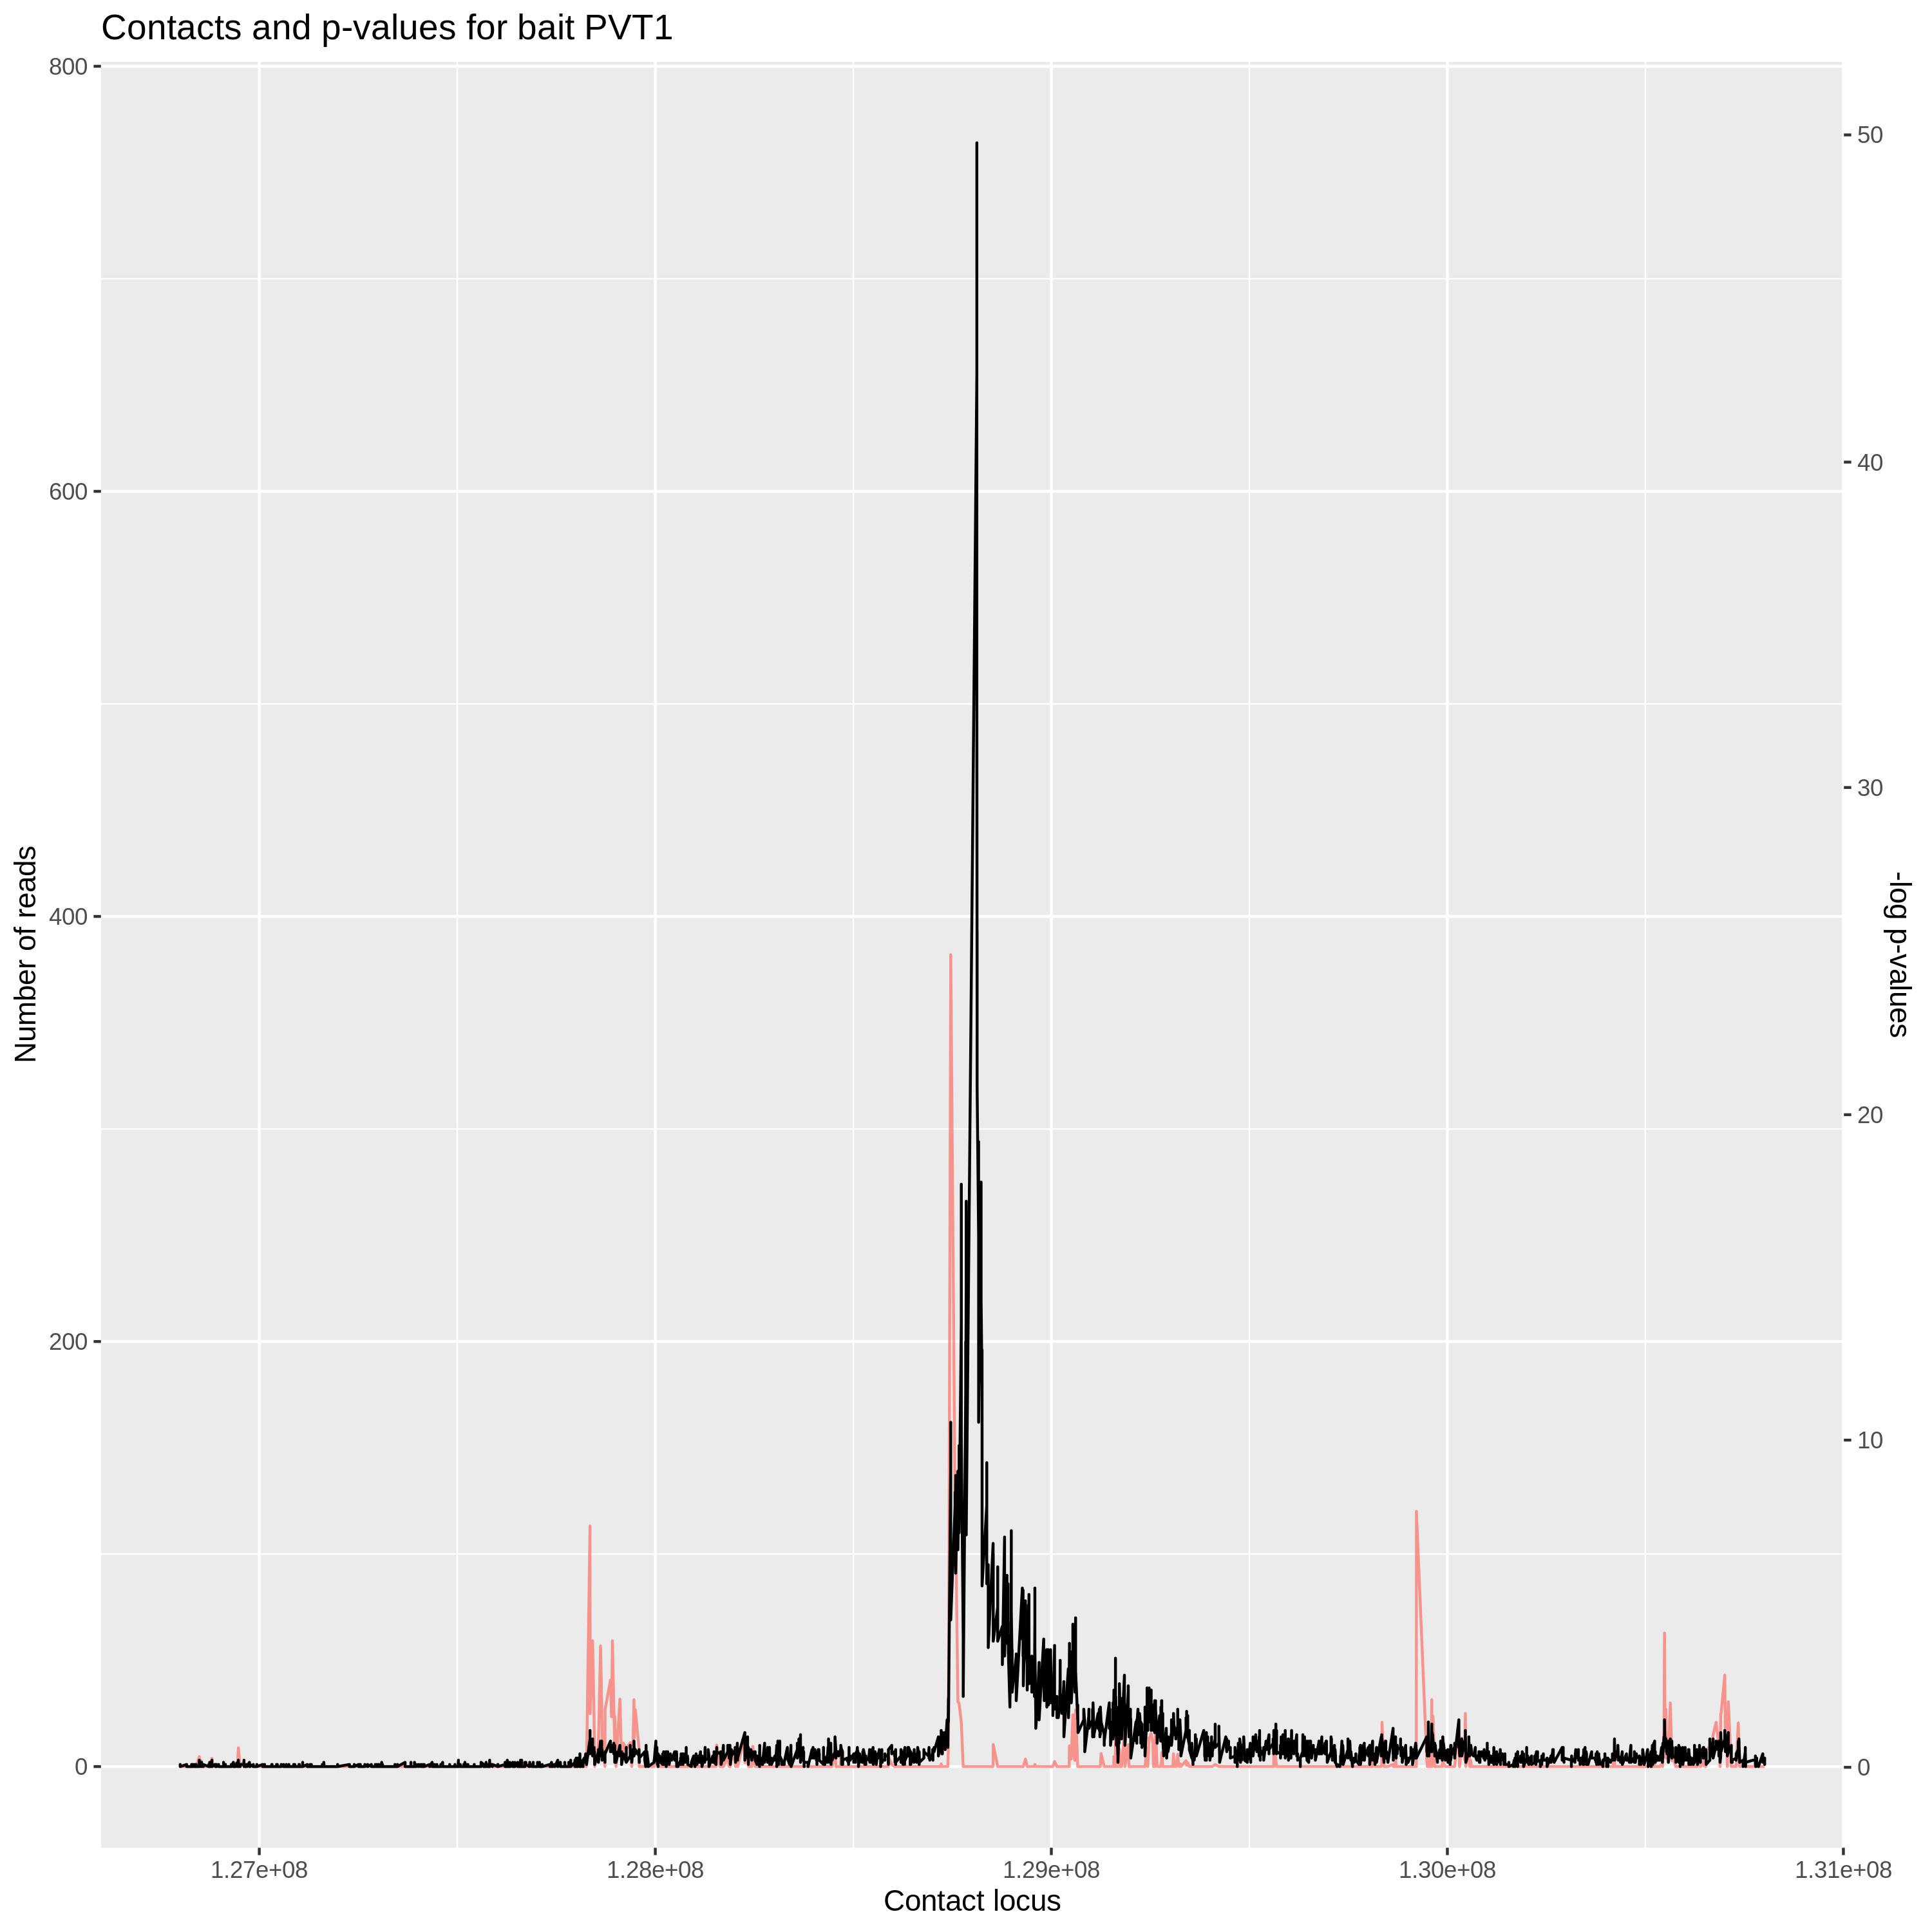 Contacts and p-values for bait PVT1
800
600
400
200
0
50
40
30
20
10
0
Number of reads
-log p-values
1.27e+08
1.28e+08
1.29e+08
1.30e+08
1.31e+08
Contact locus